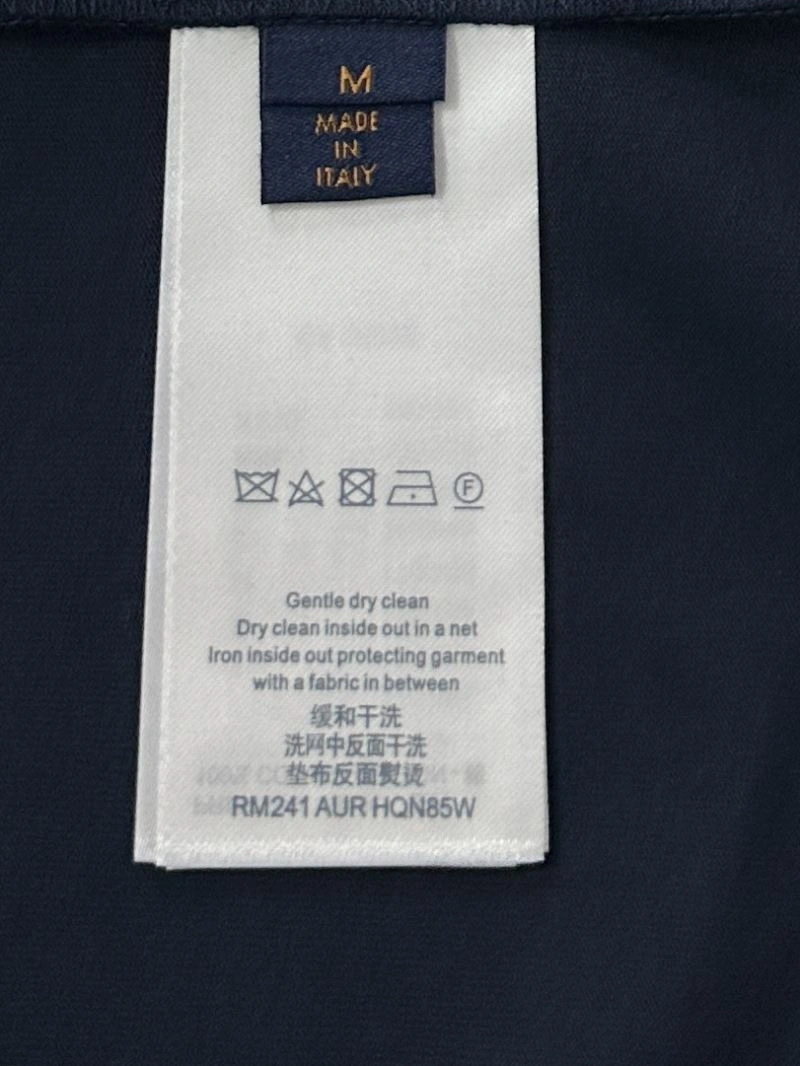 M
MADE
IN
ITALY
F
Gentle dry clean
Dry clean inside out in a net
Iron inside out protecting garment
with a fabric in between
缓和干洗
洗网中反面干洗
垫布反面熨烫
RM241 AUR HQN85W